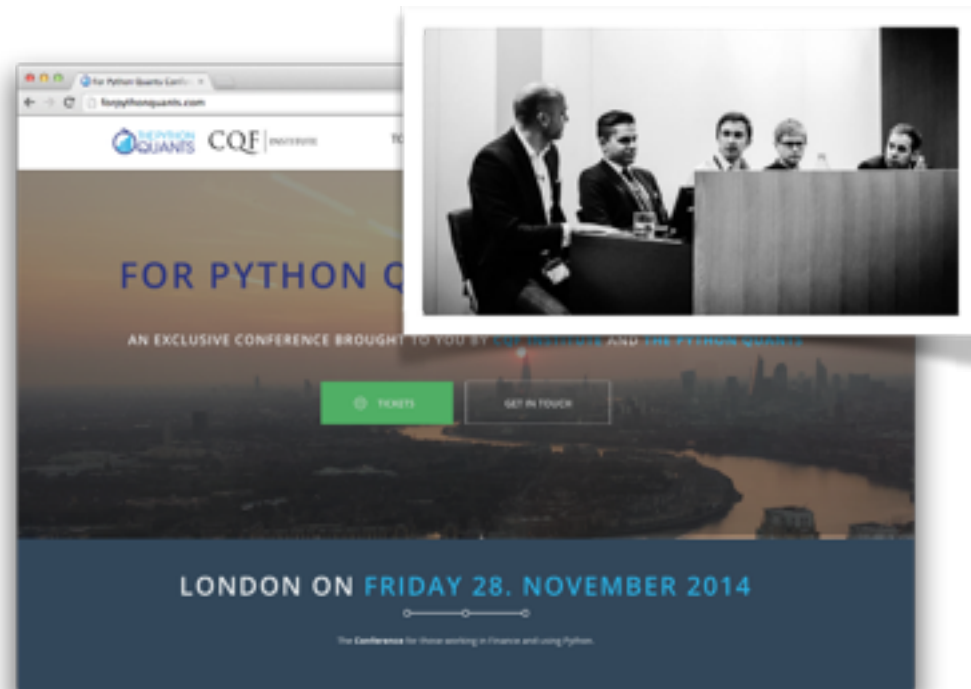 For Python Quants Confe
forpythonquants.com
THE PYTHON
QUANTS
CQF INSTITUTE
TO
FOR PYTHON Q
AN EXCLUSIVE CONFERENCE BROUGHT TO YOU BY CQF INSTITUTE AND THE PYTHON QUANTS
TICKETS
GET IN TOUCH
LONDON ON FRIDAY 28. NOVEMBER 2014
The Conference for those working in Finance and using Python.